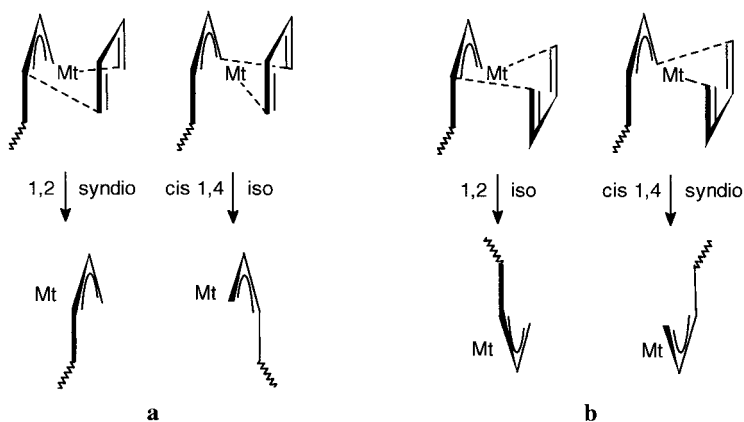 Mt Mt Mt Mt
1,2 syndio cis 1,4 iso 1,2 iso cis 1,4 syndio
Mt Mt
Mt Mt
a b